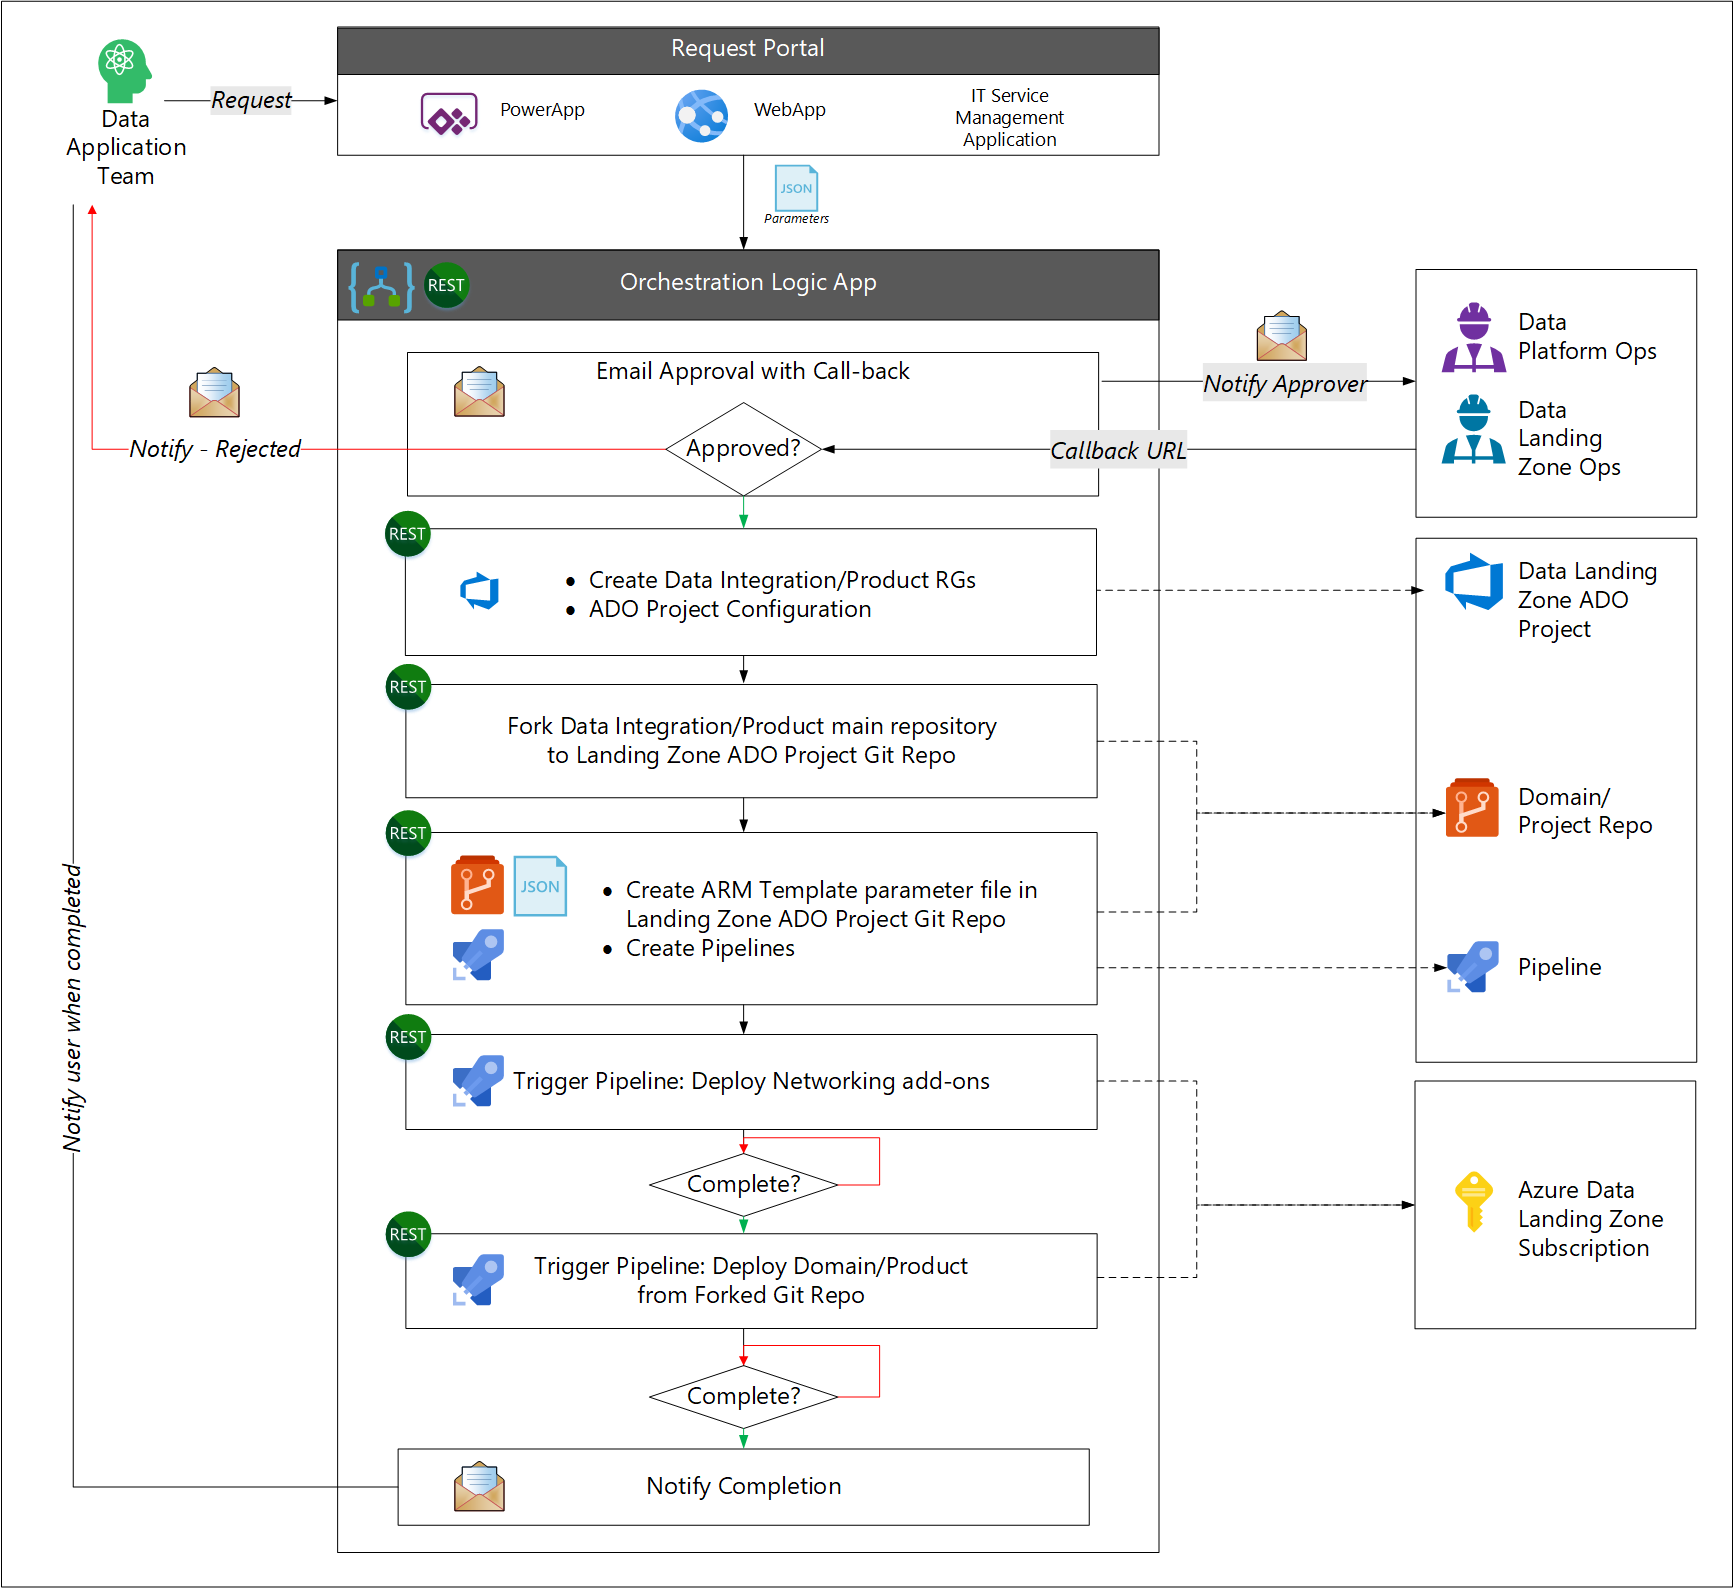 Request Portal
Data
Application
Team
Request
PowerApp
WebApp
IT Service
Management
Application
JSON
Parameters
REST
Orchestration Logic App
Email Approval with Call-back
Notify Approver
Data
Platform Ops
Data
Landing
Zone Ops
Notify - Rejected
Approved?
Callback URL
REST
• Create Data Integration/Product RGs
• ADO Project Configuration
Data Landing
Zone ADO
Project
REST
Fork Data Integration/Product main repository
to Landing Zone ADO Project Git Repo
Domain/
Project Repo
REST
JSON
• Create ARM Template parameter file in
Landing Zone ADO Project Git Repo
• Create Pipelines
Pipeline
Notify user when completed
REST
Trigger Pipeline: Deploy Networking add-ons
Complete?
Azure Data
Landing Zone
Subscription
REST
Trigger Pipeline: Deploy Domain/Product
from Forked Git Repo
Complete?
Notify Completion